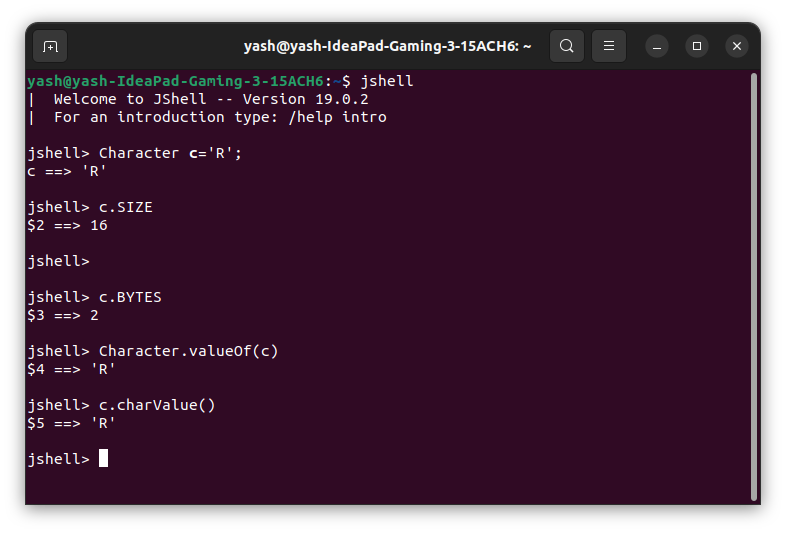 yash@yash-IdeaPad-Gaming-3-15ACH6: ~
yash@yash-IdeaPad-Gaming-3-15ACH6:~$ jshell
|  Welcome to JShell -- Version 19.0.2
|  For an introduction type: /help intro
jshell> Character c='R';
c ==> 'R'
jshell> c.SIZE
$2 ==> 16
jshell>
jshell> c.BYTES
$3 ==> 2
jshell> Character.valueOf(c)
$4 ==> 'R'
jshell> c.charValue()
$5 ==> 'R'
jshell>